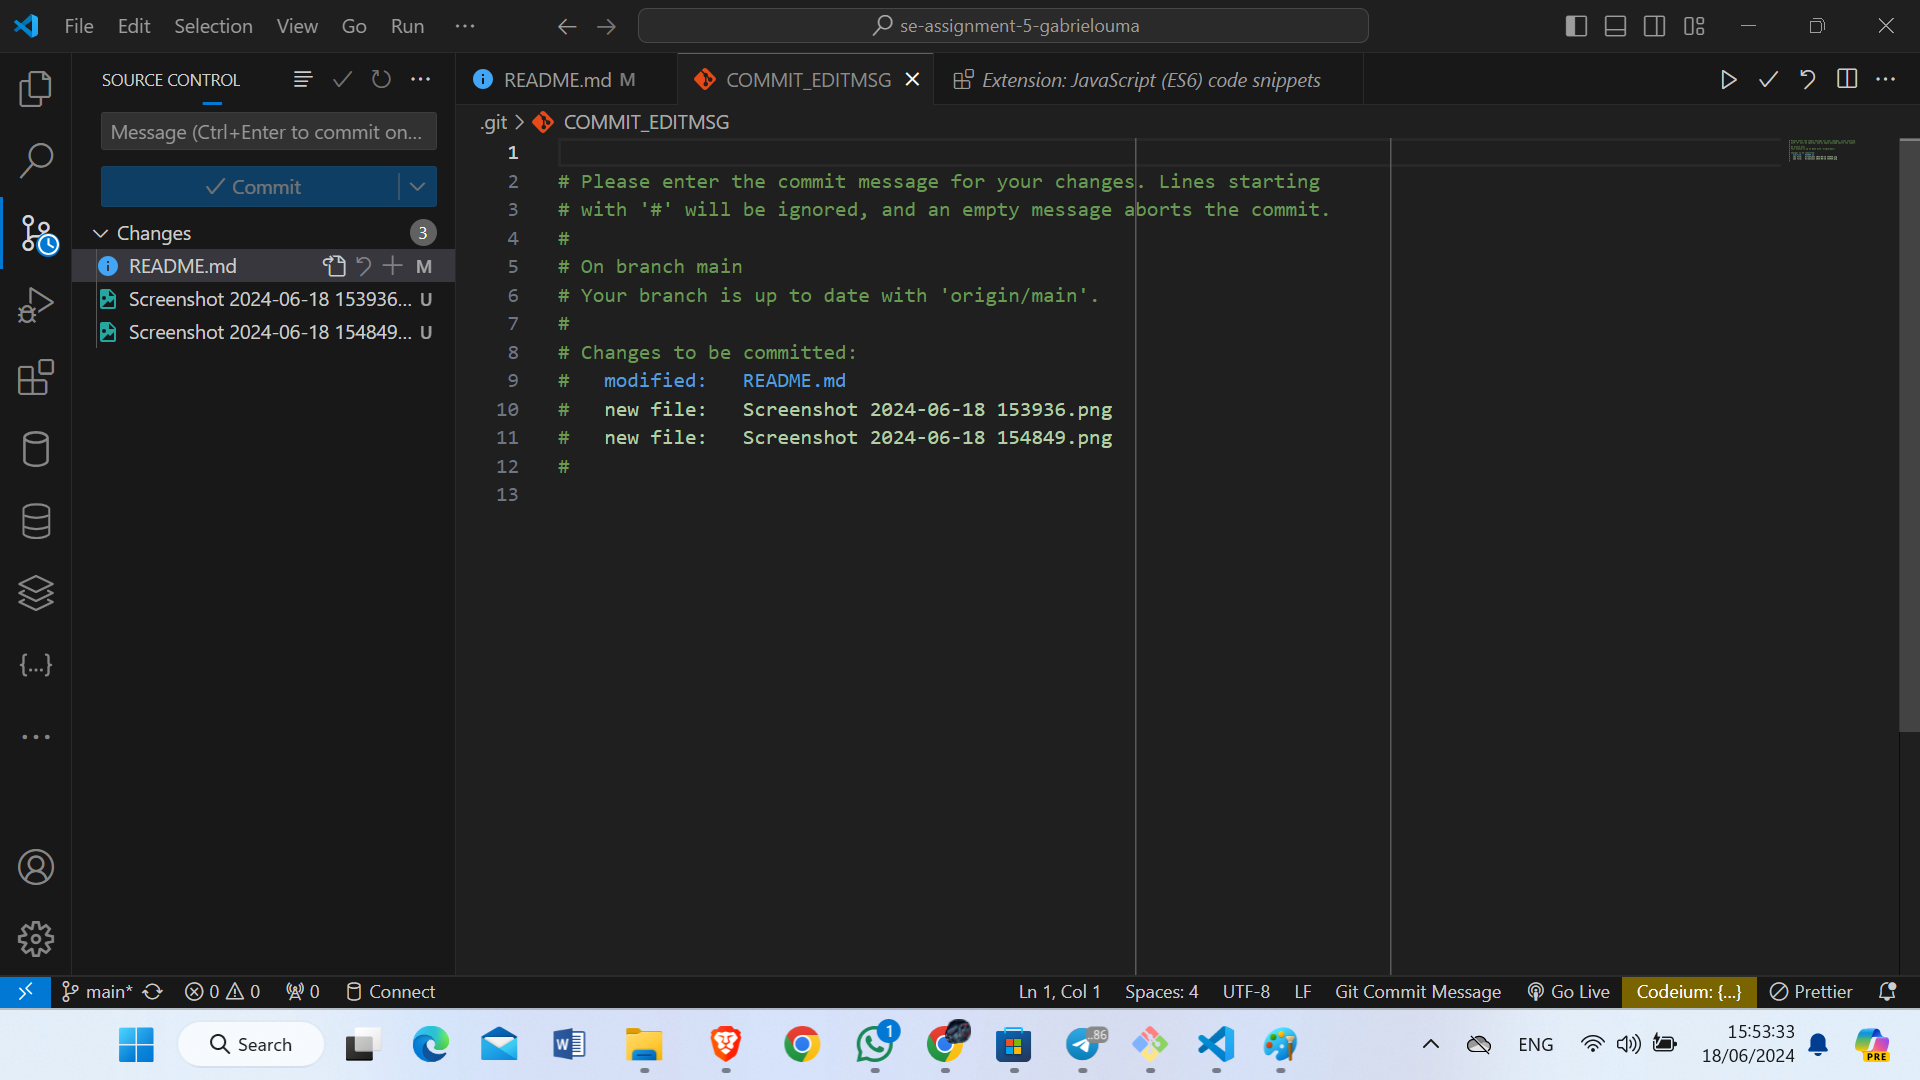 File Edit Selection View Go Run
se-assignment-5-gabrielouma
SOURCE CONTROL
README.md M
COMMIT_EDITMSG
Extension: JavaScript (ES6) code snippets
Message (Ctrl+Enter to commit on...
.git > COMMIT_EDITMSG
Commit
Changes 3
README.md M
Screenshot 2024-06-18 153936... U
Screenshot 2024-06-18 154849... U
{...}
1
2 # Please enter the commit message for your changes. Lines starting
3 # with '#' will be ignored, and an empty message aborts the commit.
4 #
5 # On branch main
6 # Your branch is up to date with 'origin/main'.
7 #
8 # Changes to be committed:
9 # modified: README.md
10 # new file: Screenshot 2024-06-18 153936.png
11 # new file: Screenshot 2024-06-18 154849.png
12 #
13
main* 0 0 0 Connect
Ln 1, Col 1 Spaces: 4 UTF-8 LF Git Commit Message Go Live Codeium: {...} Prettier
Search
W
1
86
ENG
15:53:33
18/06/2024
PRE